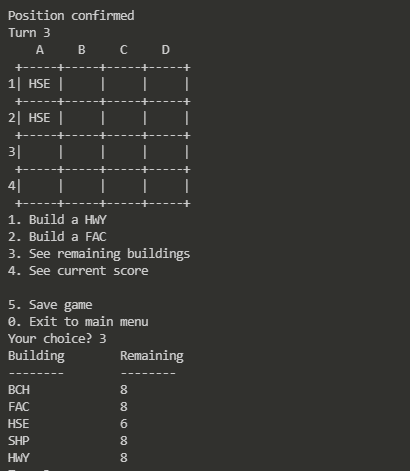 Position confirmed
Turn 3
    A     B     C     D
 +-----+-----+-----+-----+
1| HSE |     |     |     |
 +-----+-----+-----+-----+
2| HSE |     |     |     |
 +-----+-----+-----+-----+
3|     |     |     |     |
 +-----+-----+-----+-----+
4|     |     |     |     |
 +-----+-----+-----+-----+
1. Build a HWY
2. Build a FAC
3. See remaining buildings
4. See current score

5. Save game
0. Exit to main menu
Your choice? 3
Building        Remaining
--------        --------
BCH             8
FAC             8
HSE             6
SHP             8
HWY             8